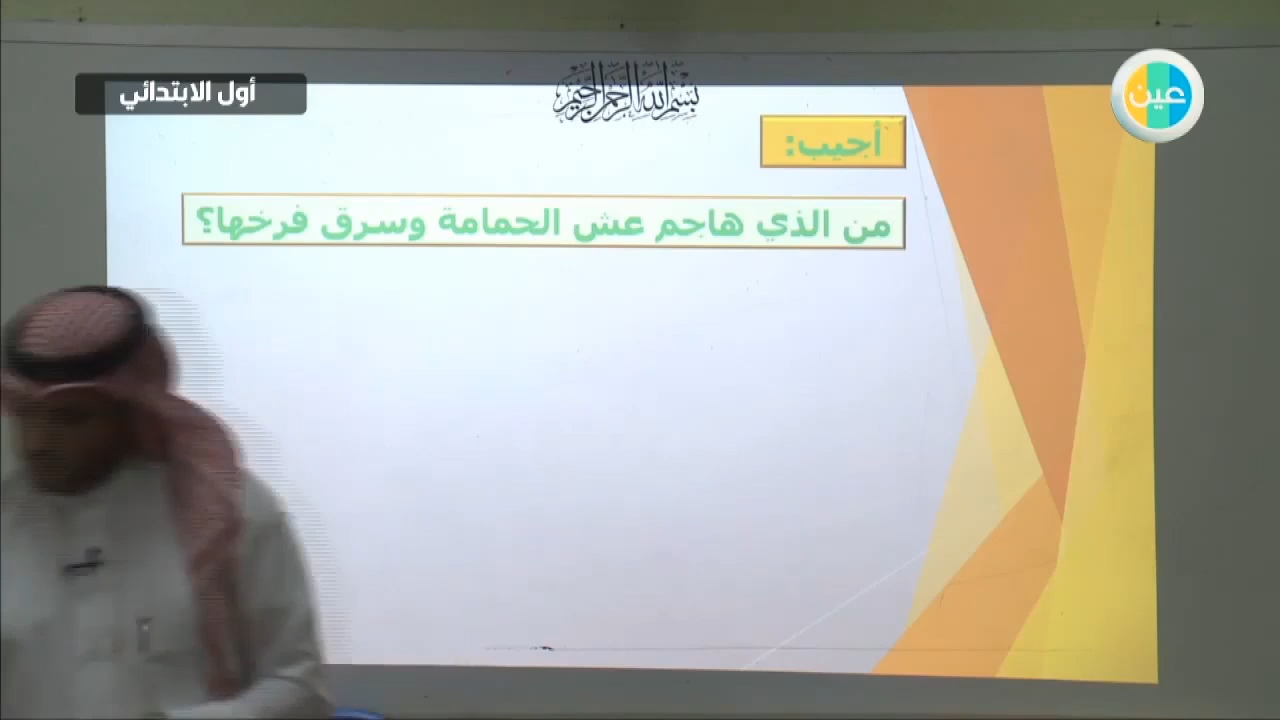 بسم الله الرحمن الرحيم
أول الابتدائي
عين
أجيب:
من الذي هاجم عش الحمامة وسرق فرخها؟